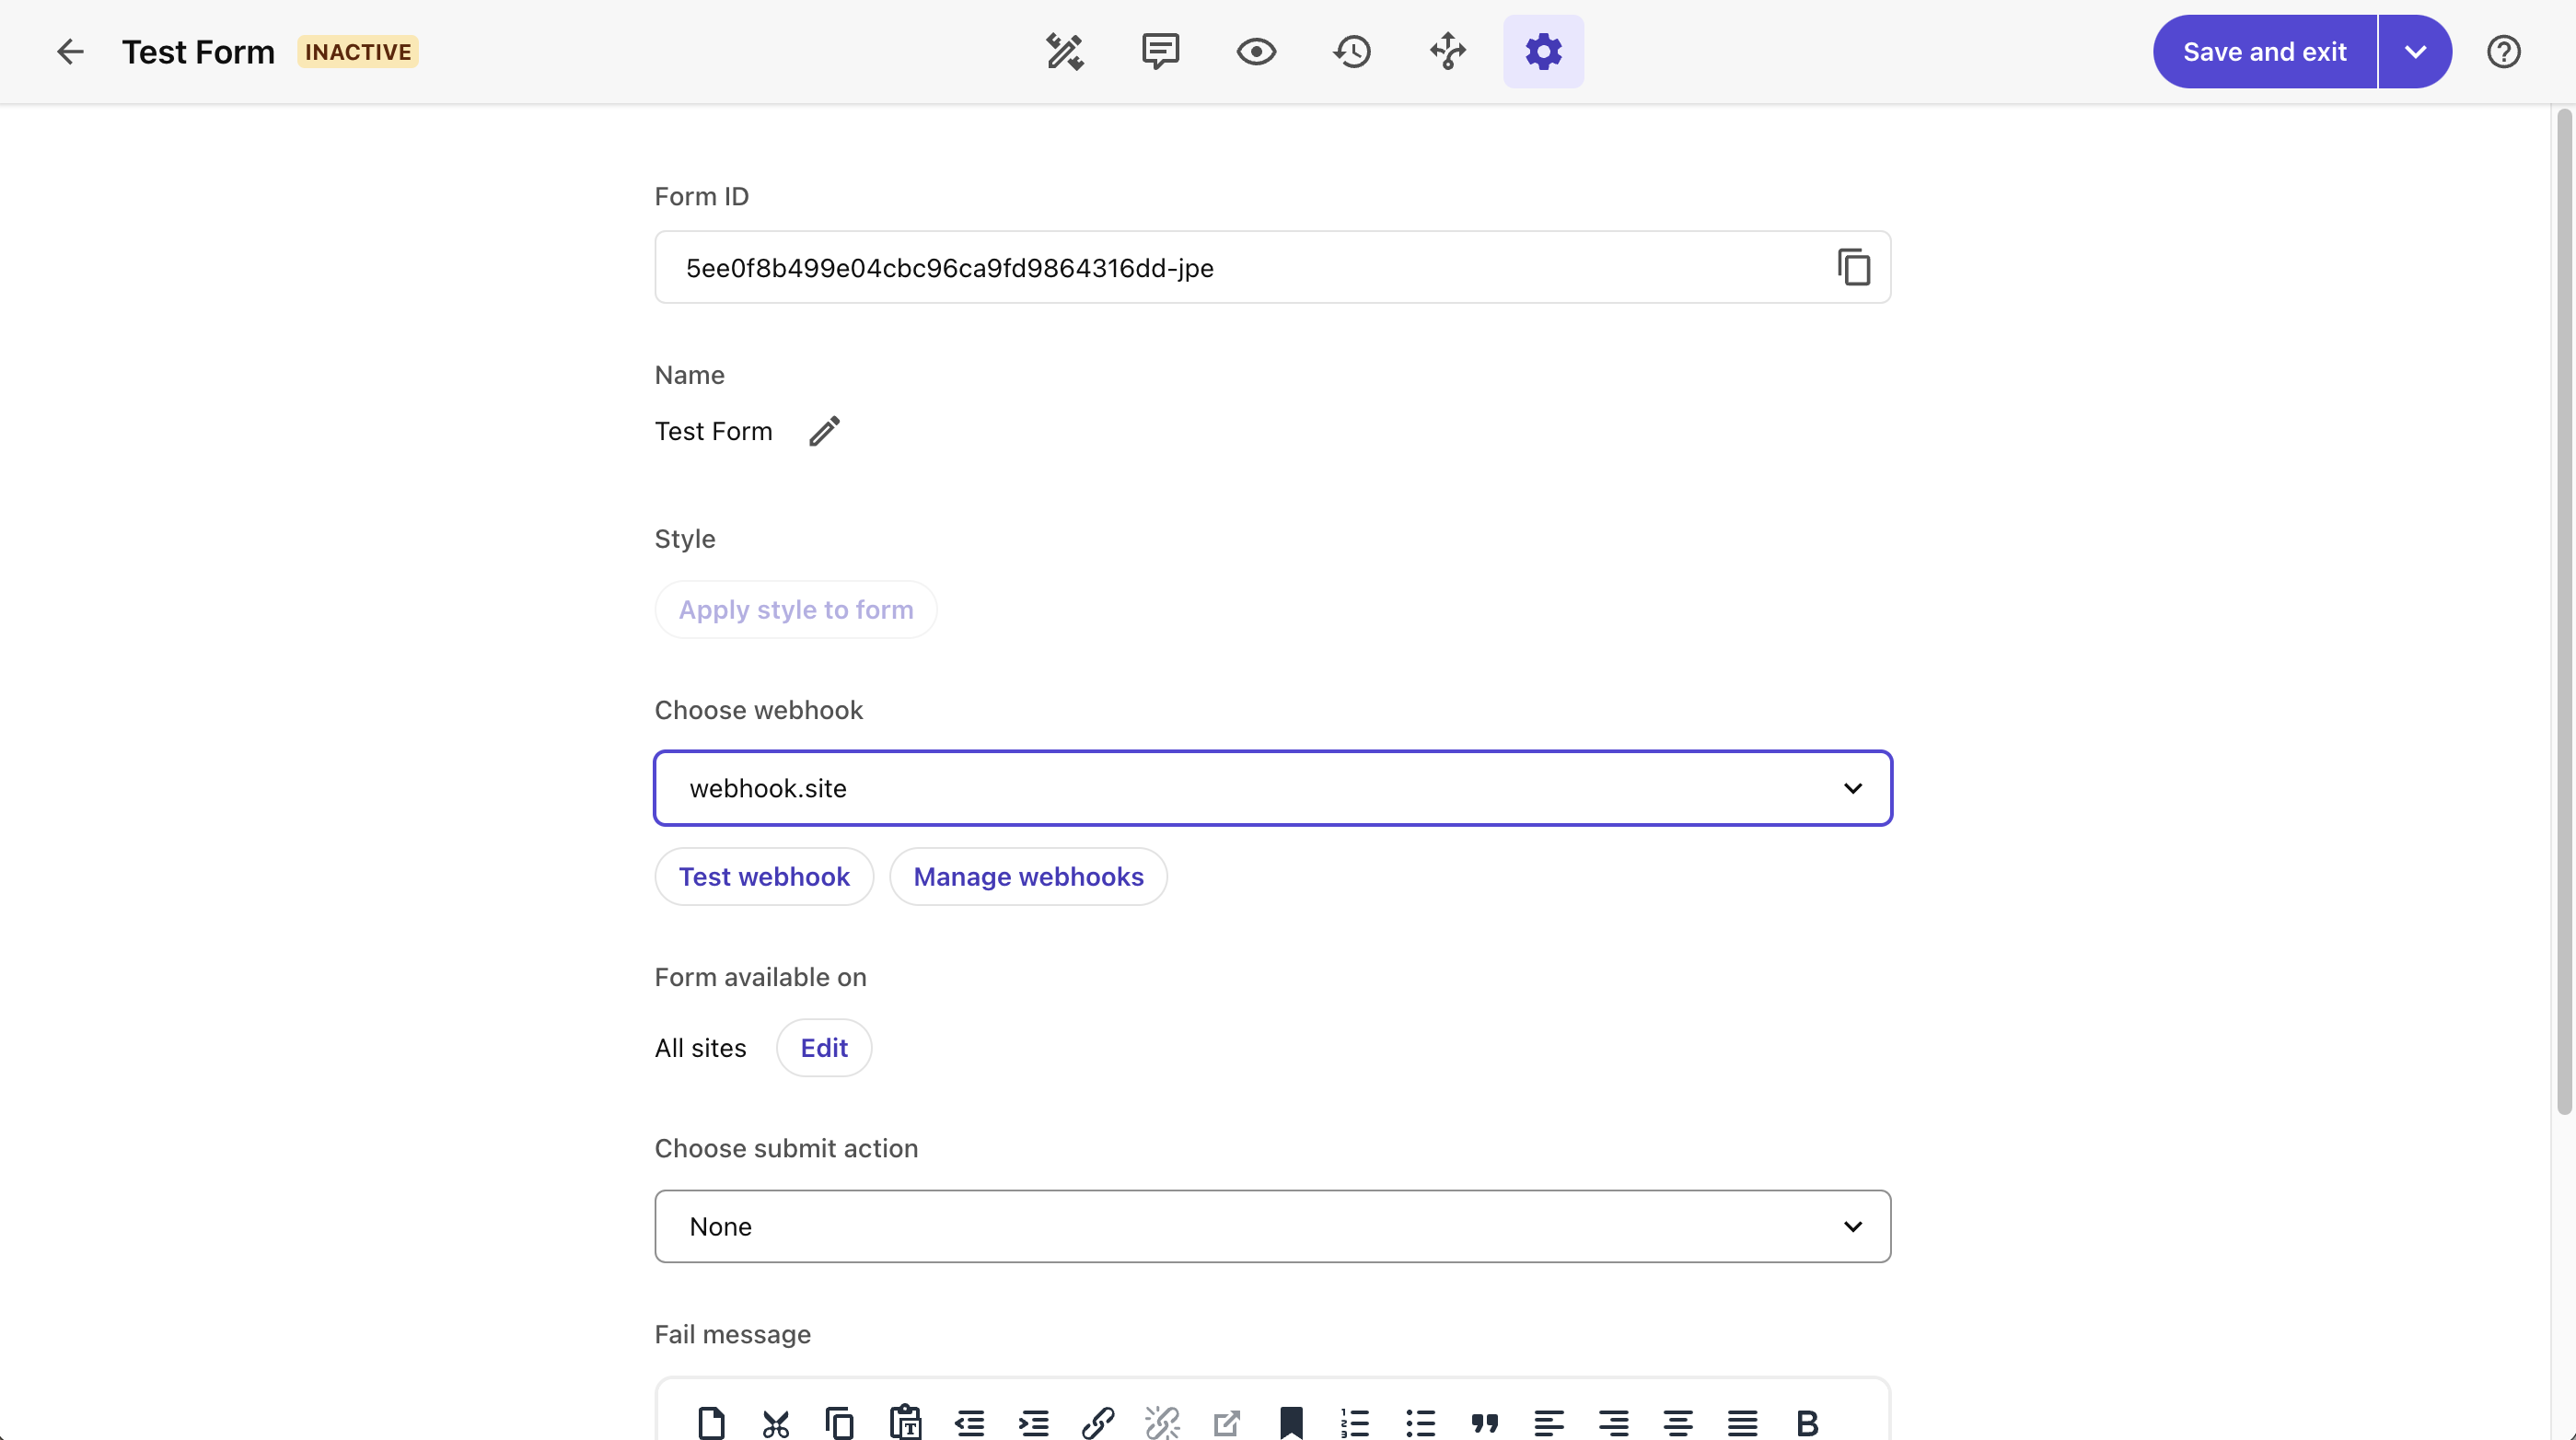 Test Form INACTIVE
Save and exit
Form ID
5ee0f8b499e04cbc96ca9fd9864316dd-jpe
Name
Test Form
Style
Apply style to form
Choose webhook
webhook.site
Test webhook Manage webhooks
Form available on
All sites Edit
Choose submit action
None
Fail message